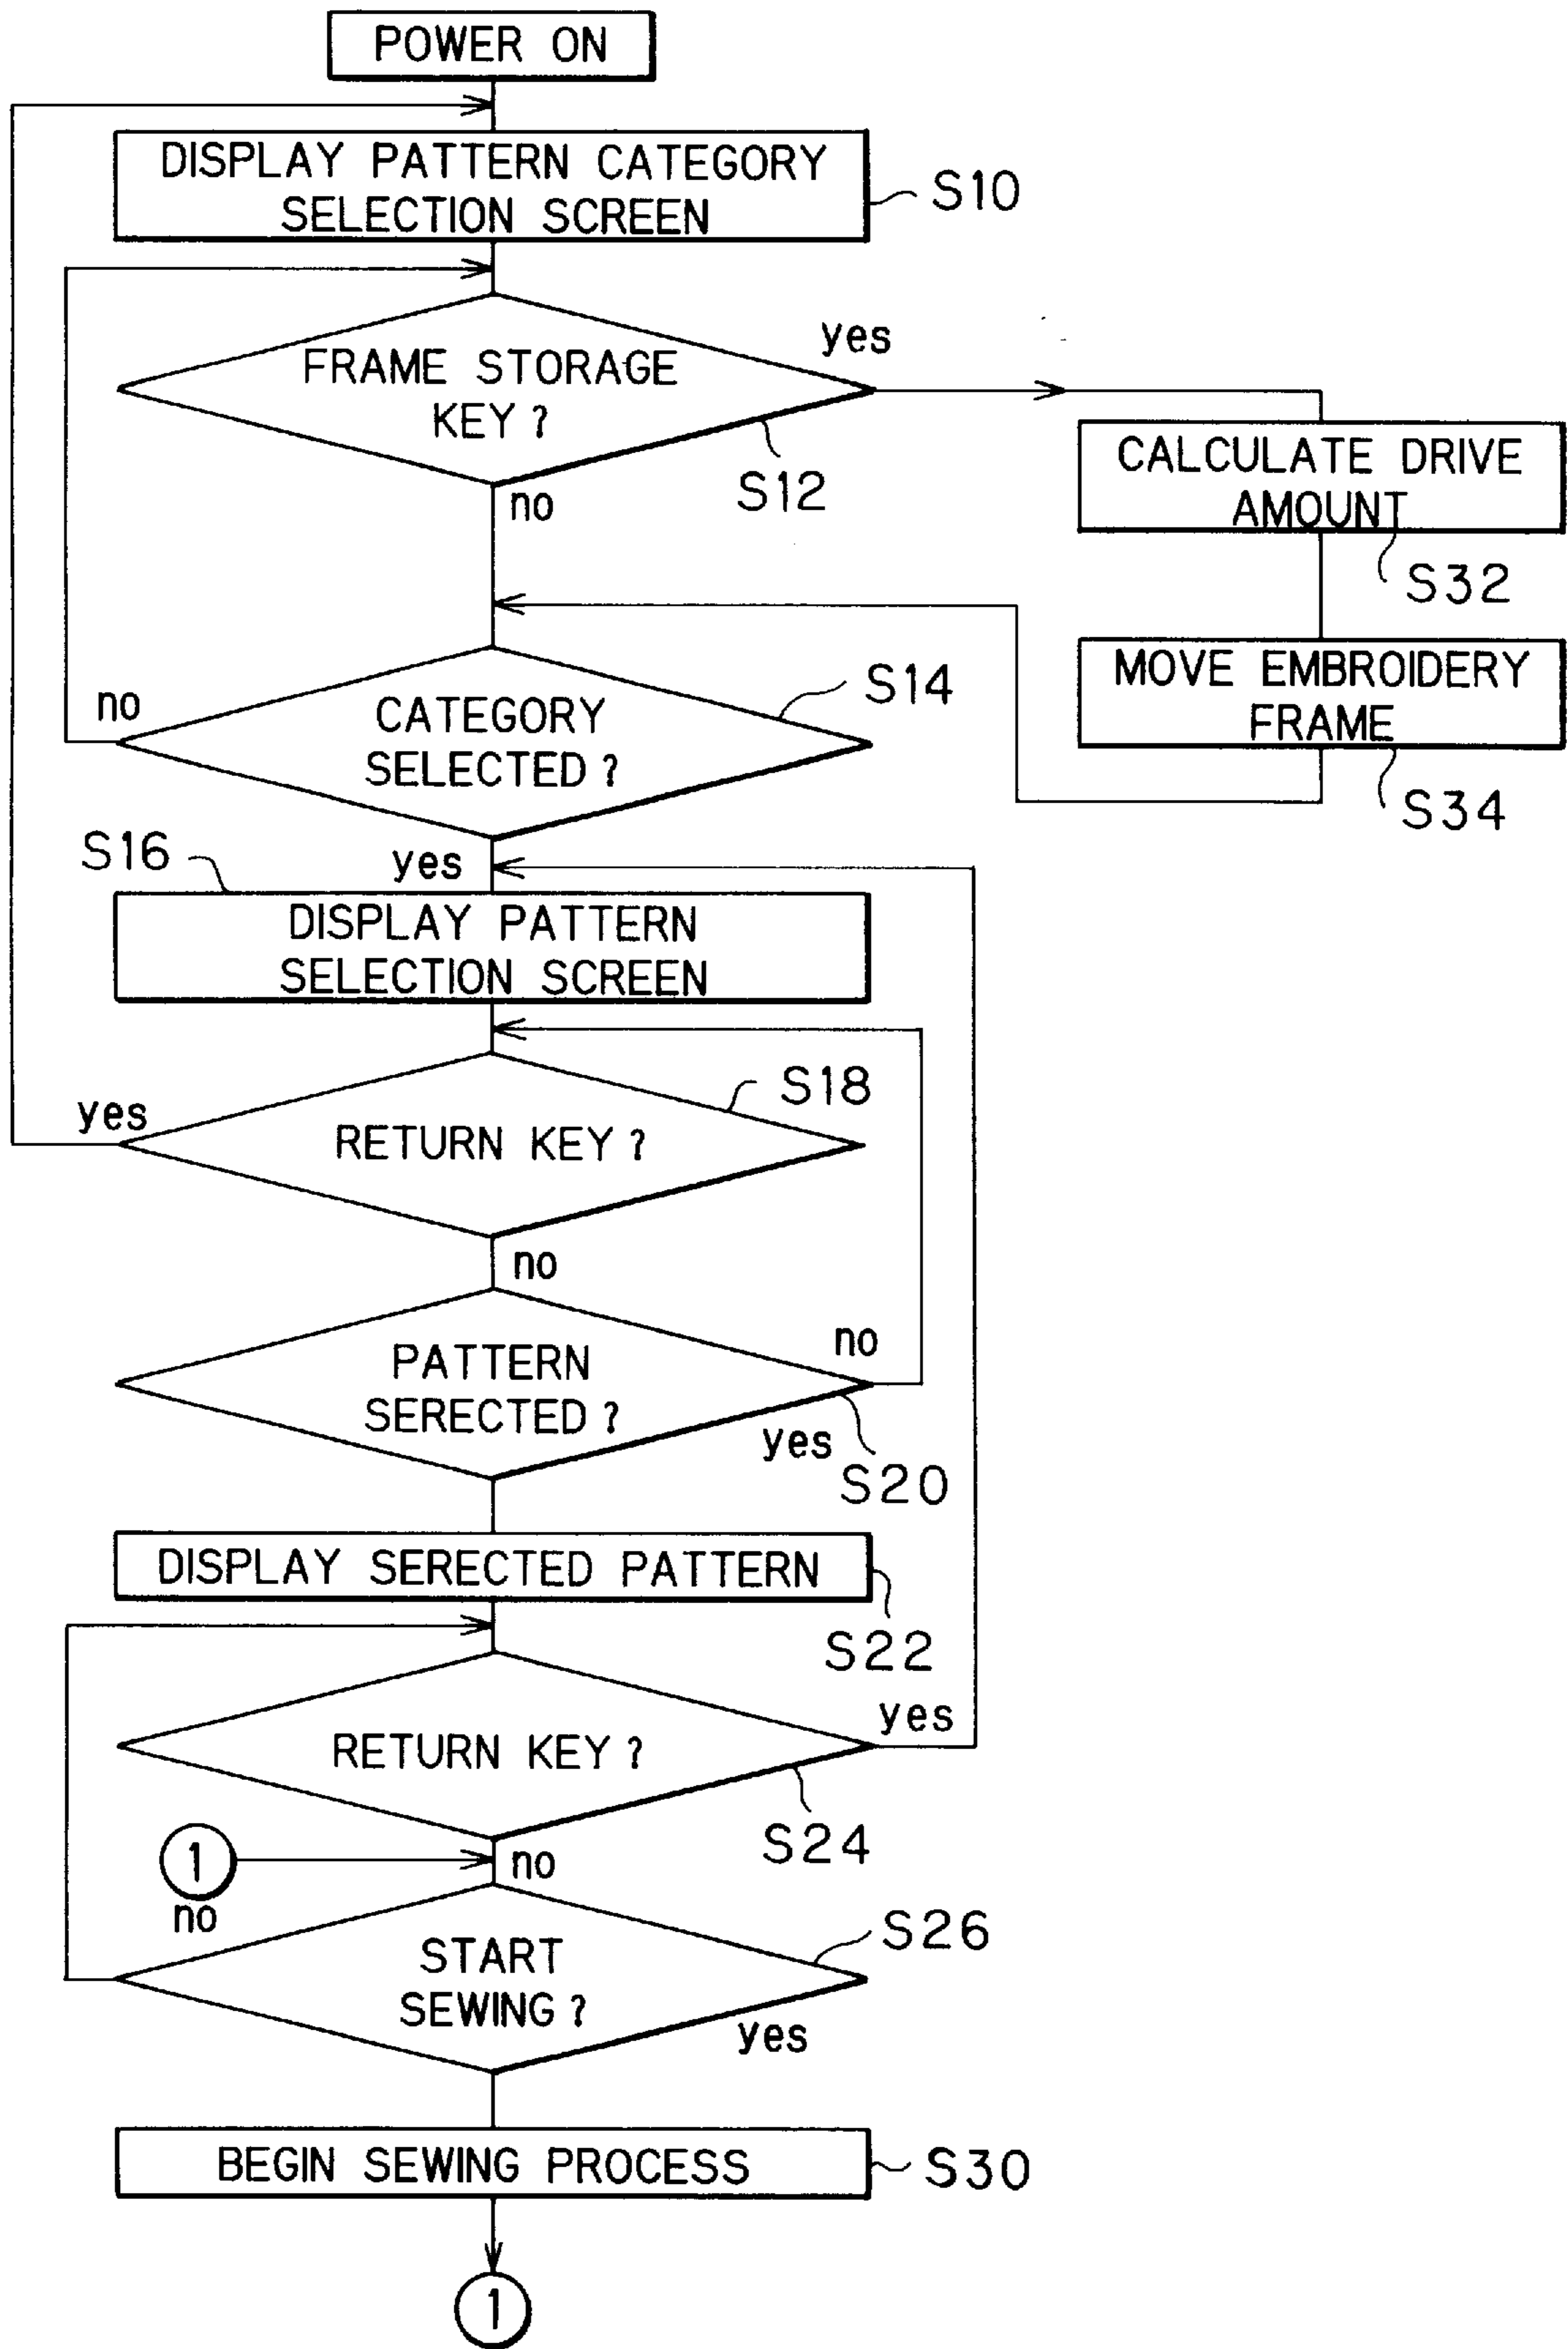 POWER ON
DISPLAY PATTERN CATEGORY
SELECTION SCREEN
S10
FRAME STORAGE
KEY ?
yes
S12
no
CALCULATE DRIVE
AMOUNT
S32
MOVE EMBROIDERY
FRAME
S34
CATEGORY
SELECTED ?
S14
no
yes
S16
DISPLAY PATTERN
SELECTION SCREEN
RETURN KEY ?
S18
yes
no
PATTERN
SERECTED ?
no
yes
S20
DISPLAY SERECTED PATTERN
S22
RETURN KEY ?
yes
S24
1
no
no
START
SEWING ?
S26
yes
BEGIN SEWING PROCESS
S30
1